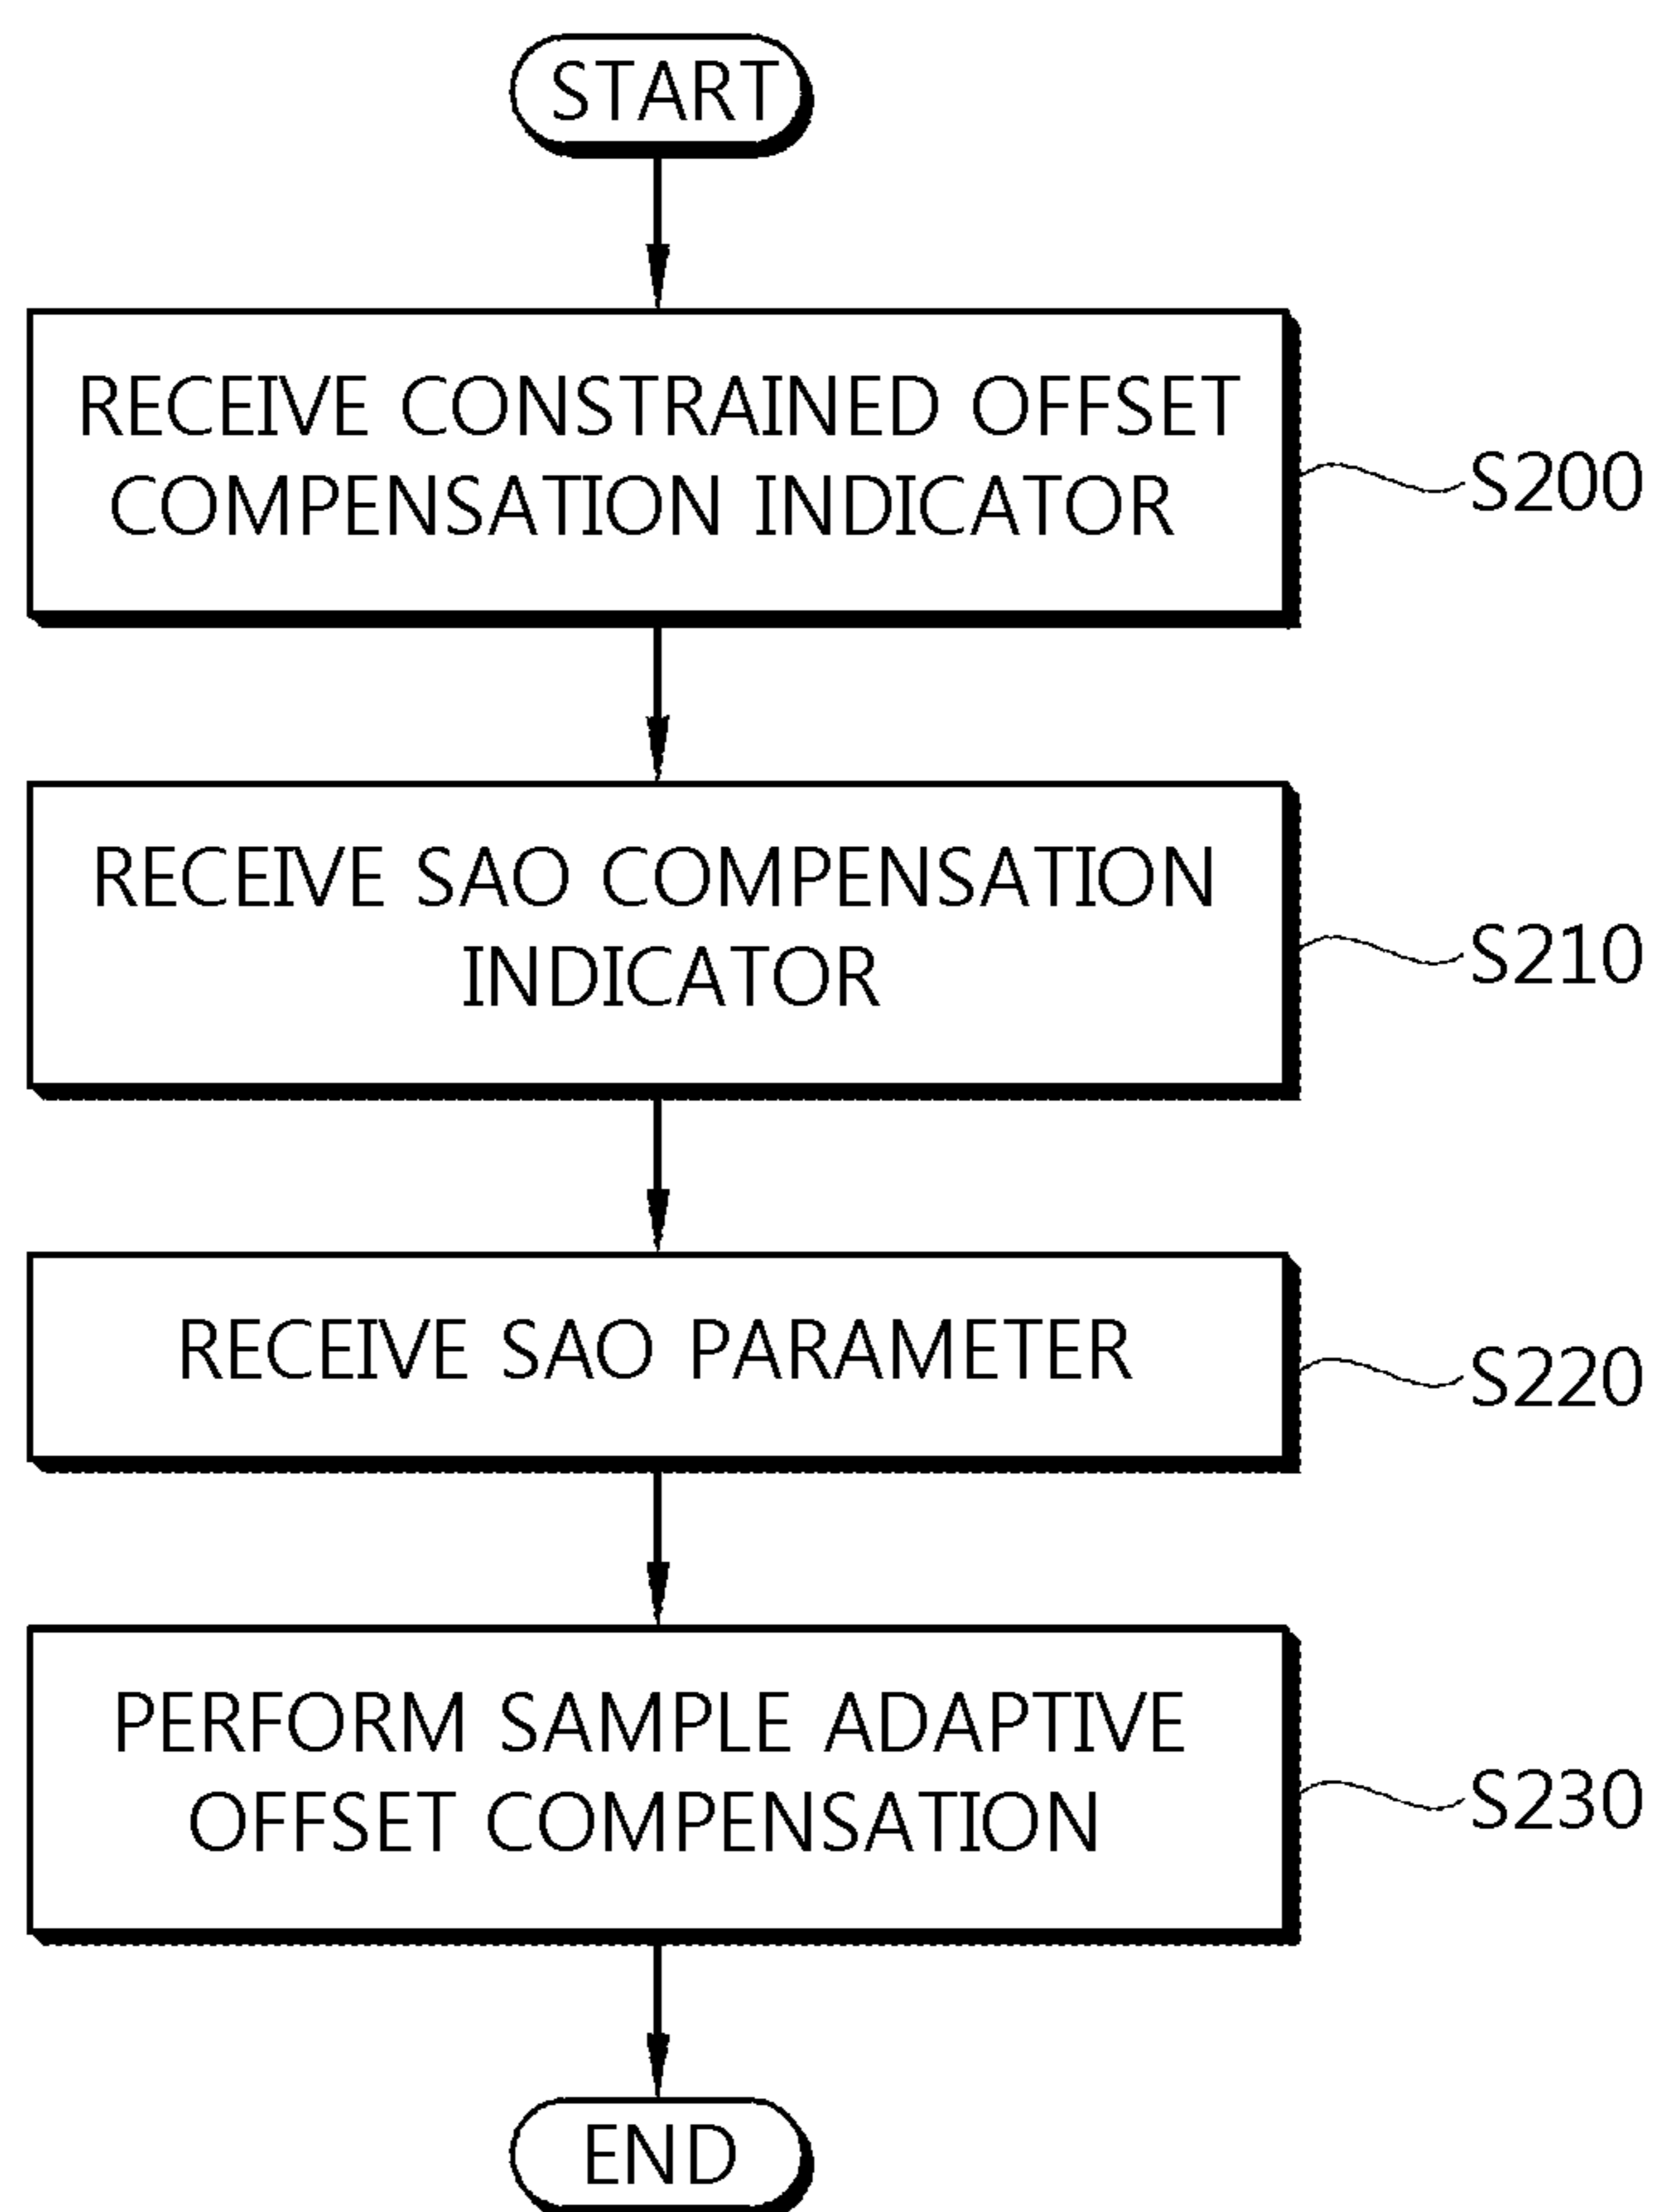 START
RECEIVE CONSTRAINED OFFSET
COMPENSATION INDICATOR
S200
RECEIVE SAO COMPENSATION
INDICATOR
S210
RECEIVE SAO PARAMETER
S220
PERFORM SAMPLE ADAPTIVE
OFFSET COMPENSATION
S230
END